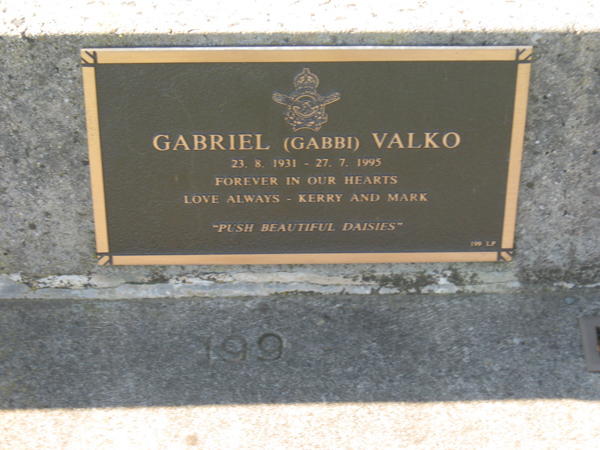 GABRIEL (GABBI) VALKO
23. 8. 1931 - 27. 7. 1995
FOREVER IN OUR HEARTS
LOVE ALWAYS - KERRY AND MARK
"PUSH BEAUTIFUL DAISIES"
199 LF
199